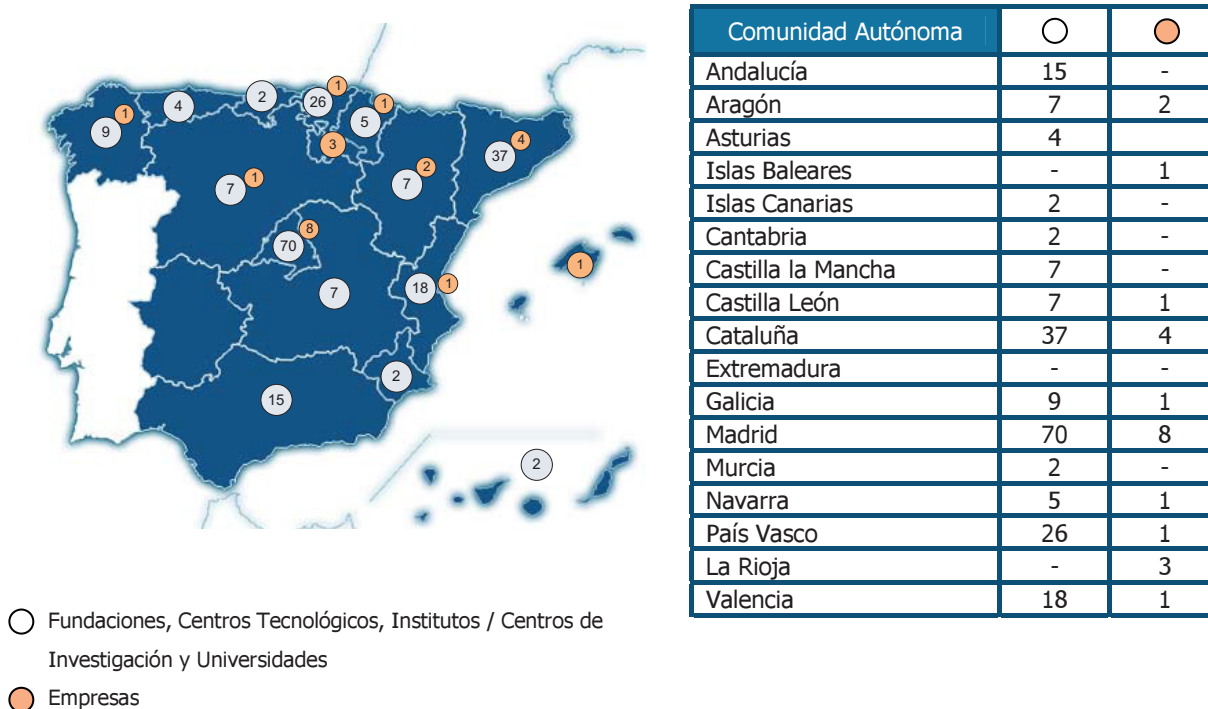 1
2
26
1
4
5
1
9
3
4
37
2
7
1
7
8
70
1
7
18
1
2
15
2
Comunidad Autónoma
Andalucía 15 -
Aragón 7 2
Asturias 4
Islas Baleares - 1
Islas Canarias 2 -
Cantabria 2 -
Castilla la Mancha 7 -
Castilla León 7 1
Cataluña 37 4
Extremadura - -
Galicia 9 1
Madrid 70 8
Murcia 2 -
Navarra 5 1
País Vasco 26 1
La Rioja - 3
Valencia 18 1
Fundaciones, Centros Tecnológicos, Institutos / Centros de
Investigación y Universidades
Empresas